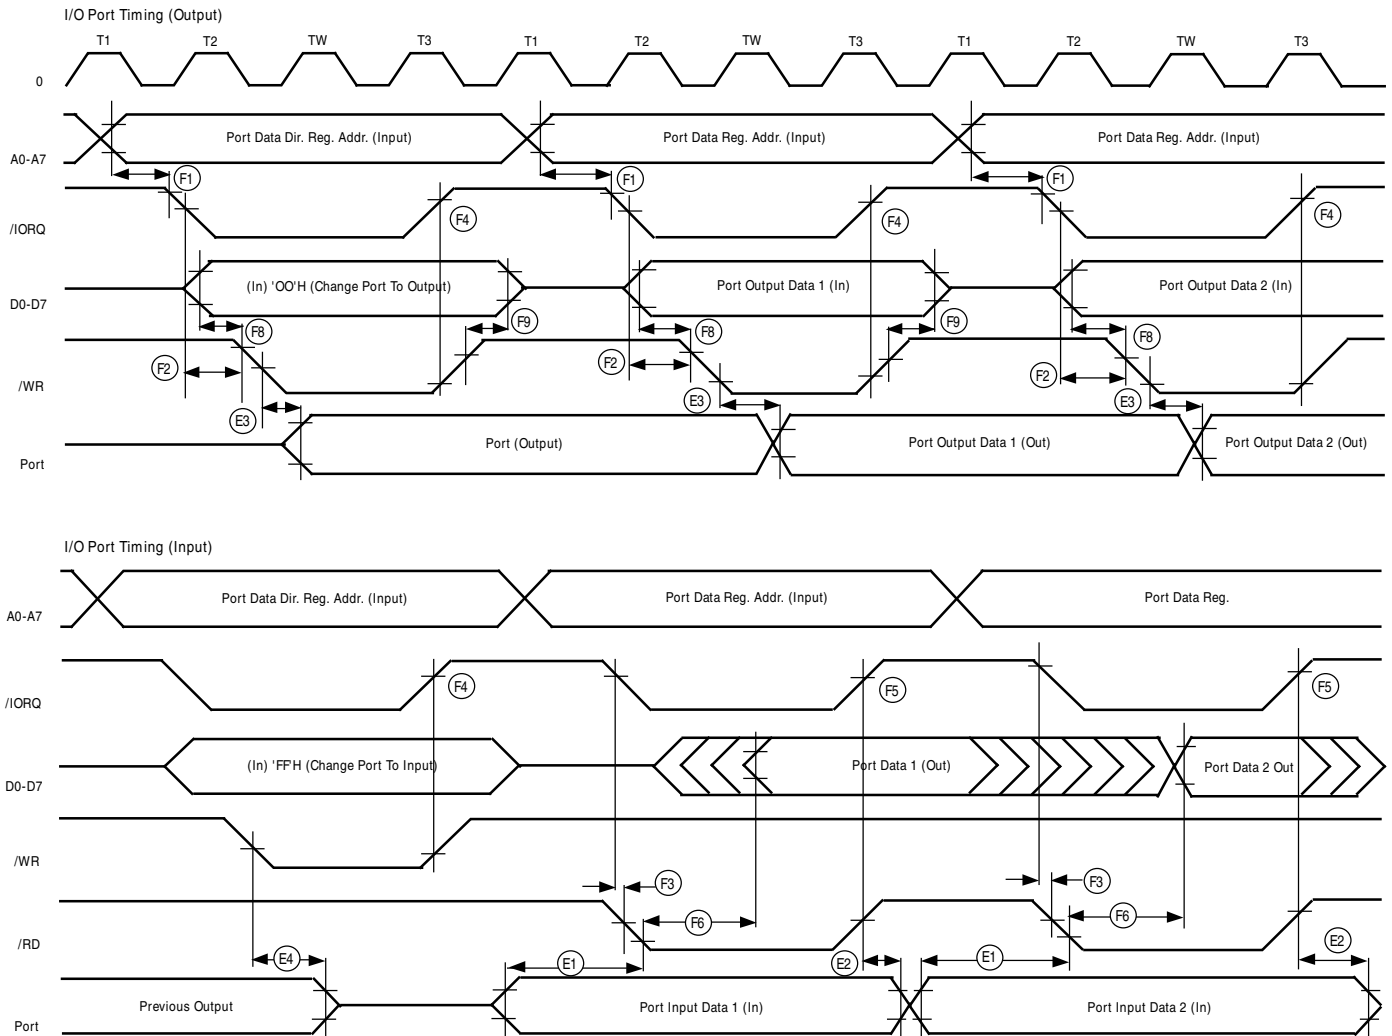 I/O Port Timing (Output)
T1 T2 TW T3 T1 T2 TW T3 T1 T2 TW T3
0
Port Data Dir. Reg. Addr. (Input) Port Data Reg. Addr. (Input) Port Data Reg. Addr. (Input)
A0-A7
F1 F1 F1
F4 F4 F4
/IORQ
(In) 'OO'H (Change Port To Output) Port Output Data 1 (In) Port Output Data 2 (In)
D0-D7
F8 F9 F8 F9 F8
F2 F2 F2
/WR
E3 E3 E3
Port (Output) Port Output Data 1 (Out) Port Output Data 2 (Out)
Port
I/O Port Timing (Input)
Port Data Dir. Reg. Addr. (Input) Port Data Reg. Addr. (Input) Port Data Reg.
A0-A7
F4 F5 F5
/IORQ
(In) 'FF'H (Change Port To Input) Port Data 1 (Out) Port Data 2 Out
D0-D7
/WR
F3 F3
F6 F6
/RD
E4 E1 E2 E1 E2
Previous Output Port Input Data 1 (In) Port Input Data 2 (In)
Port